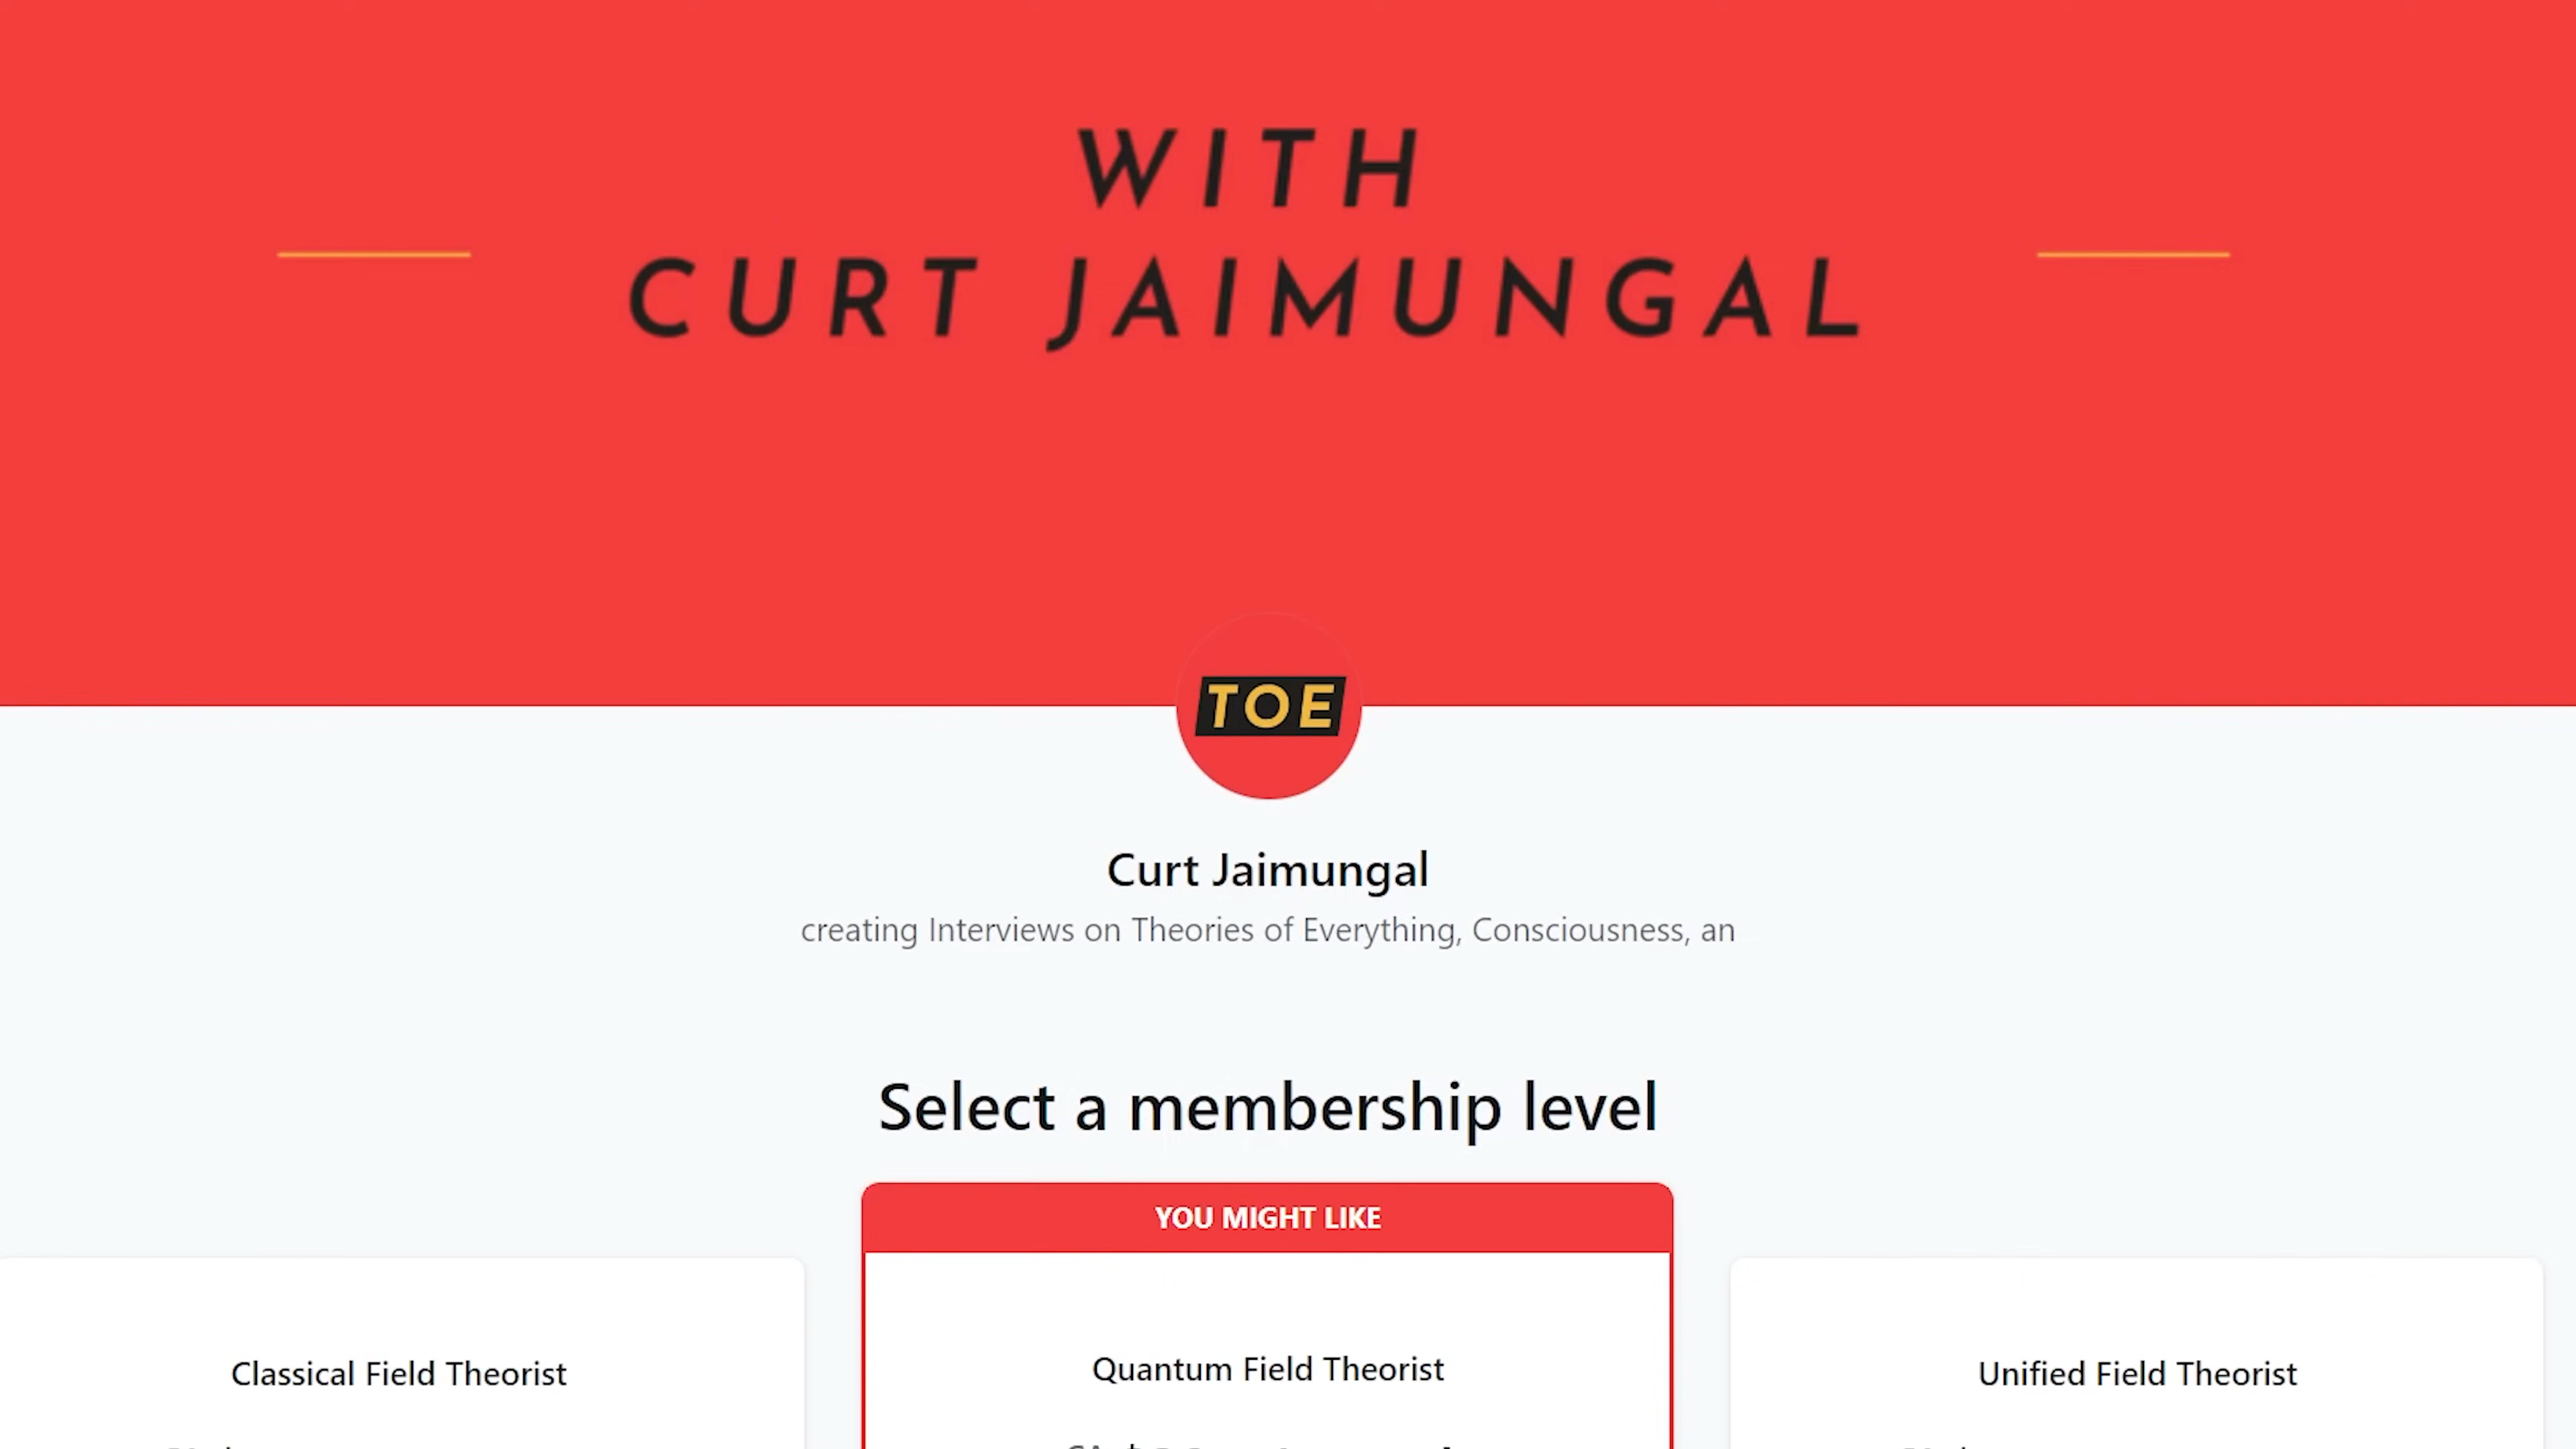 WITH
CURT JAIMUNGAL
TOE
Curt Jaimungal
creating Interviews on Theories of Everything, Consciousness, an
Select a membership level
YOU MIGHT LIKE
Classical Field Theorist
Quantum Field Theorist
Unified Field Theorist